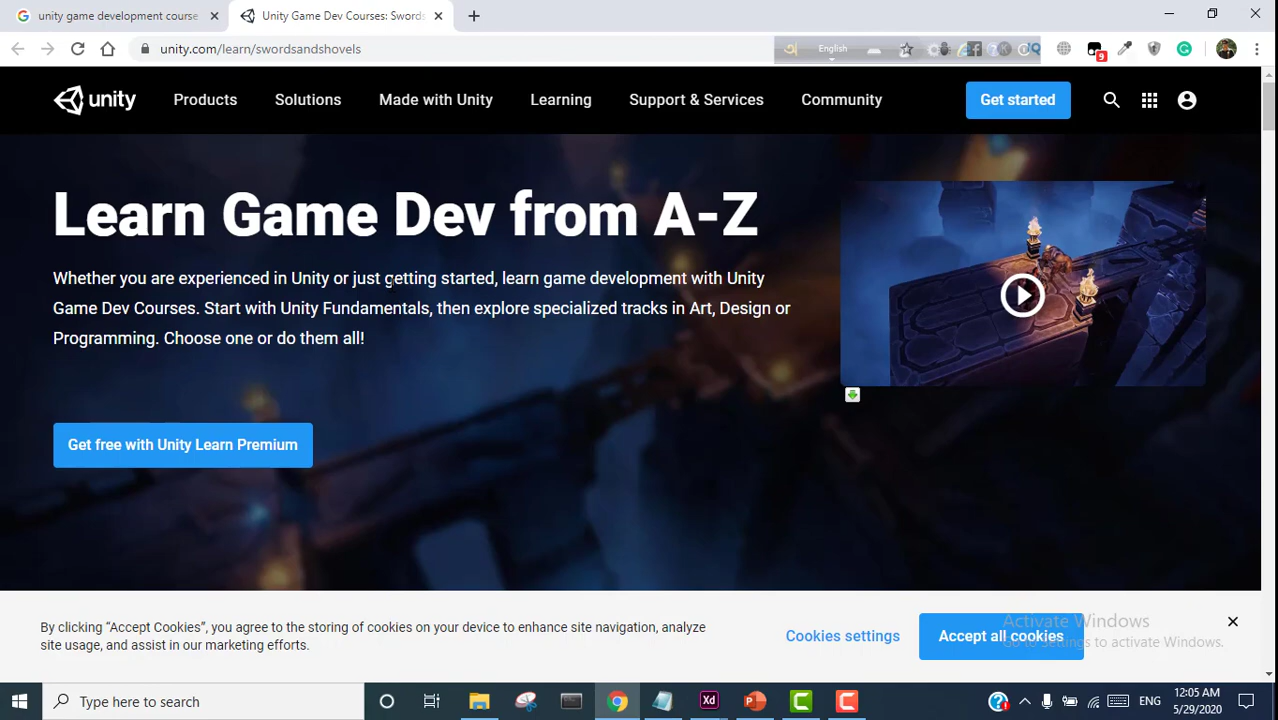 unity game development course
Unity Game Dev Courses: Swords
unity.com/learn/swordsandshovels
English
9
unity
Products
Solutions
Made with Unity
Learning
Support & Services
Community
Get started
Learn Game Dev from A-Z
Whether you are experienced in Unity or just getting started, learn game development with Unity
Game Dev Courses. Start with Unity Fundamentals, then explore specialized tracks in Art, Design or
Programming. Choose one or do them all!
Get free with Unity Learn Premium
By clicking “Accept Cookies”, you agree to the storing of cookies on your device to enhance site navigation, analyze
site usage, and assist in our marketing efforts.
Cookies settings
Accept all cookies
Activate Windows
Go to Settings to activate Windows.
Type here to search
Xd
ENG
12:05 AM
5/29/2020